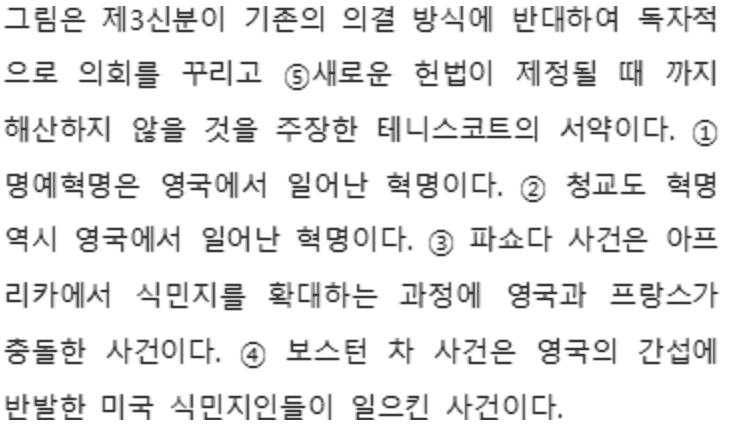 그림은 제3신분이 기존의 의결 방식에 반대하여 독자적
으로 의회를 꾸리고 ⑤새로운 헌법이 제정될 때 까지
해산하지 않을 것을 주장한 테니스코트의 서약이다. ①
명예혁명은 영국에서 일어난 혁명이다. ② 청교도 혁명
역시 영국에서 일어난 혁명이다. ③ 파쇼다 사건은 아프
리카에서 식민지를 확대하는 과정에 영국과 프랑스가
충돌한 사건이다. ④ 보스턴 차 사건은 영국의 간섭에
반발한 미국 식민지인들이 일으킨 사건이다.